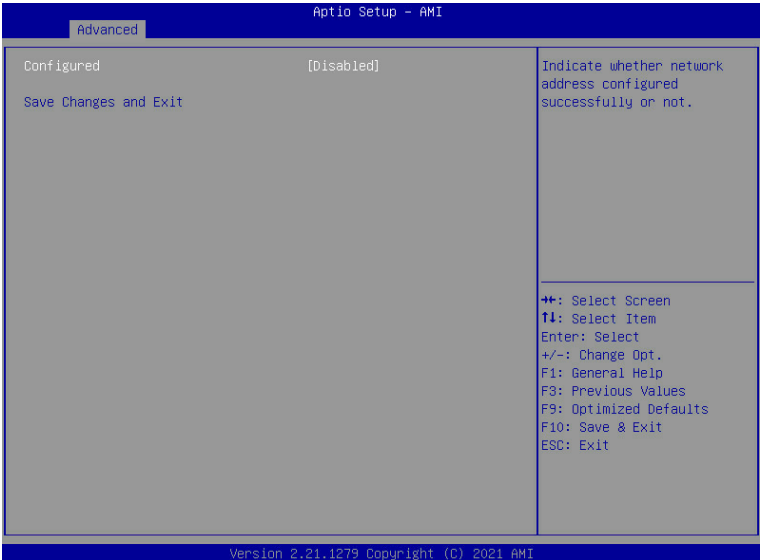 Aptio Setup – AMI
Advanced
Configured [Disabled]
Save Changes and Exit
Indicate whether network
address configured
successfully or not.
→←: Select Screen
↑↓: Select Item
Enter: Select
+/-: Change Opt.
F1: General Help
F3: Previous Values
F9: Optimized Defaults
F10: Save & Exit
ESC: Exit
Version 2.21.1279 Copyright (C) 2021 AMI